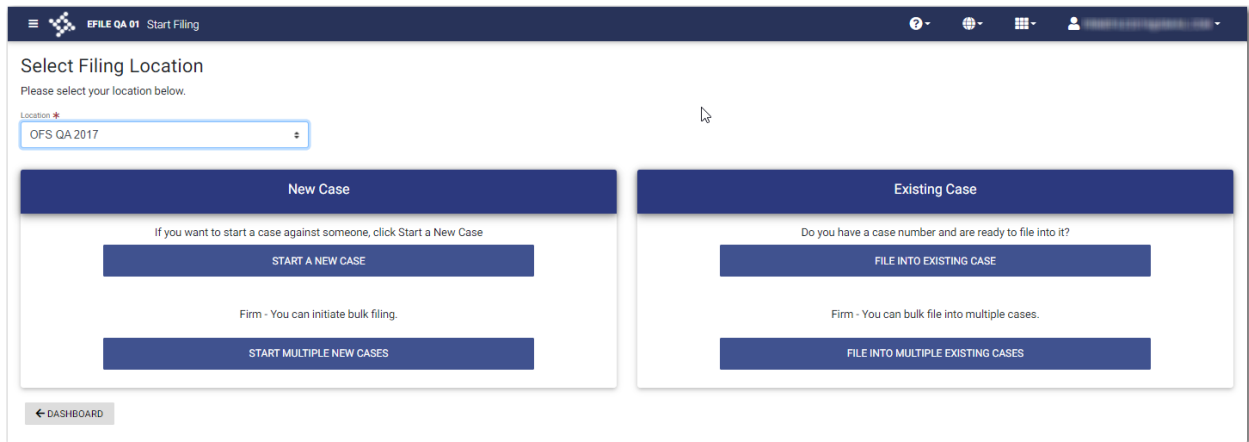 EFILE QA 01 Start Filing
Select Filing Location
Please select your location below.
Location *
OFS QA 2017
New Case
If you want to start a case against someone, click Start a New Case
START A NEW CASE
Firm - You can initiate bulk filing.
START MULTIPLE NEW CASES
Existing Case
Do you have a case number and are ready to file into it?
FILE INTO EXISTING CASE
Firm - You can bulk file into multiple cases.
FILE INTO MULTIPLE EXISTING CASES
DASHBOARD